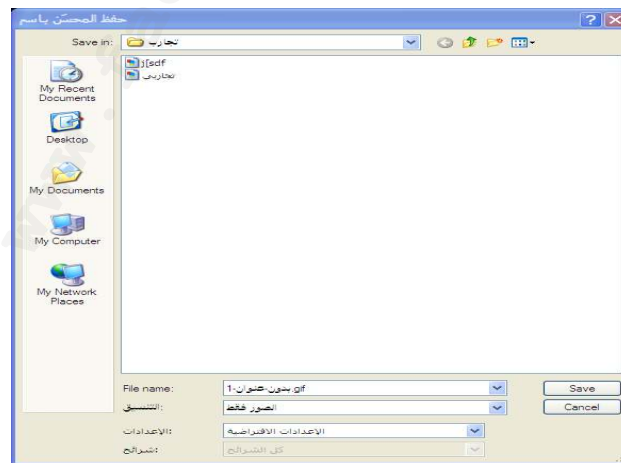 حفظ المحسّن باسم
Save in:
تجارب
j[sdf
تجاربي
My Recent
Documents
Desktop
My Documents
My Computer
My Network
Places
File name:
بدون-عنوان-1.gif
Save
التنسيق:
الصور فقط
Cancel
الإعدادات:
الإعدادات الافتراضية
شرائح:
كل الشرائح